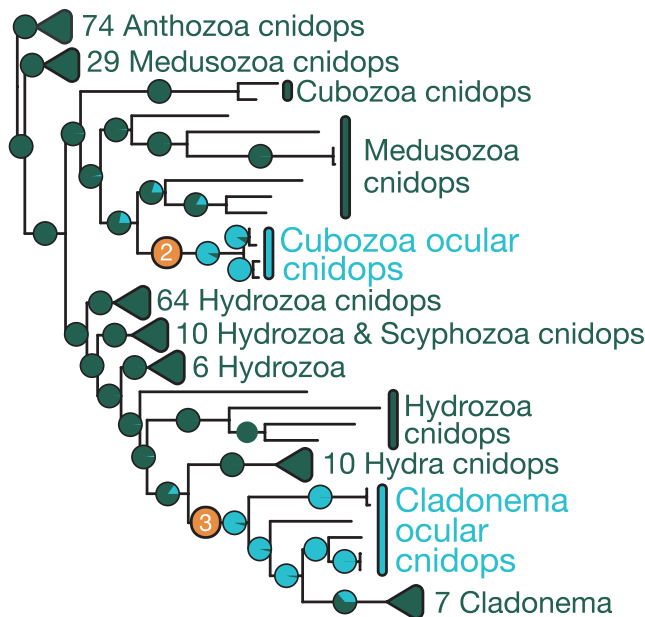 74 Anthozoa cnidops
29 Medusozoa cnidops
Cubozoa cnidops
Medusozoa
cnidops
2
Cubozoa ocular
cnidops
64 Hydrozoa cnidops
10 Hydrozoa & Scyphozoa cnidops
6 Hydrozoa
Hydrozoa
cnidops
10 Hydra cnidops
3
Cladonema
ocular
cnidops
7 Cladonema